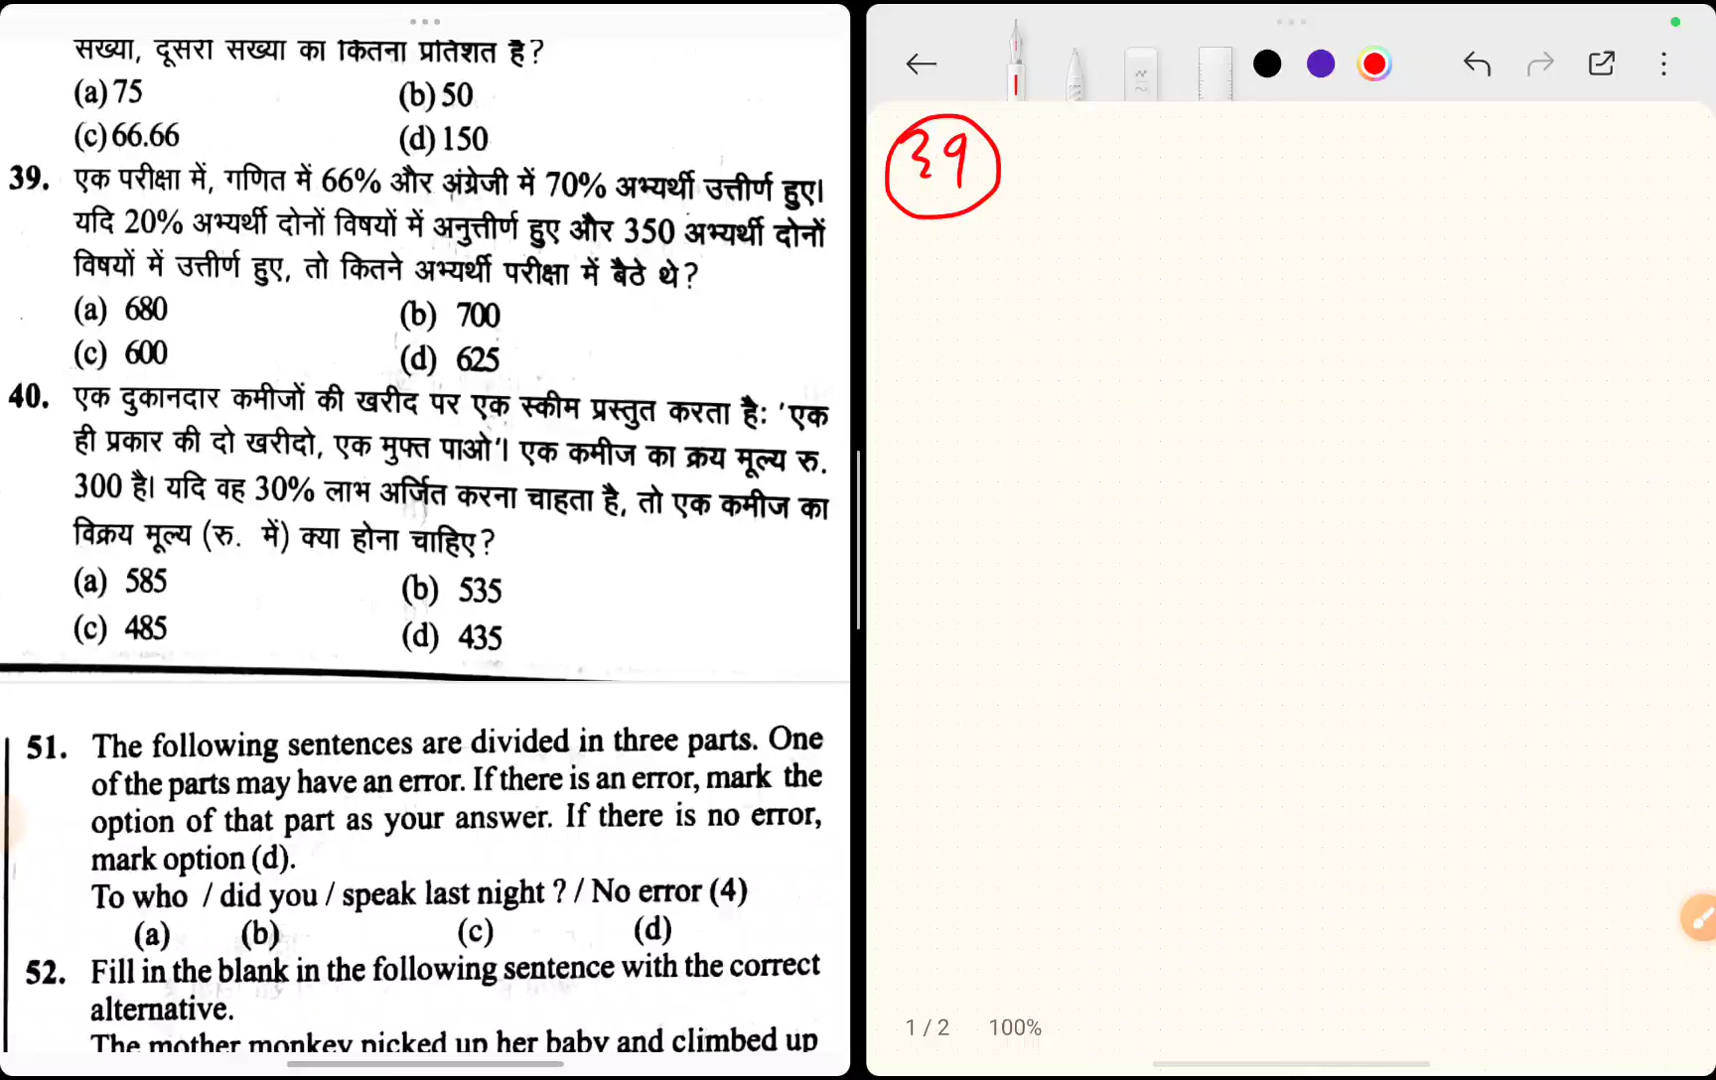 संख्या, दूसरी संख्या का कितना प्रतिशत है?
(a) 75 (b) 50
(c) 66.66 (d) 150
39. एक परीक्षा में, गणित में 66% और अंग्रेजी में 70% अभ्यर्थी उत्तीर्ण हुए।
यदि 20% अभ्यर्थी दोनों विषयों में अनुत्तीर्ण हुए और 350 अभ्यर्थी दोनों
विषयों में उत्तीर्ण हुए, तो कितने अभ्यर्थी परीक्षा में बैठे थे?
(a) 680 (b) 700
(c) 600 (d) 625
40. एक दुकानदार कमीजों की खरीद पर एक स्कीम प्रस्तुत करता है: 'एक
ही प्रकार की दो खरीदो, एक मुफ्त पाओ'। एक कमीज का क्रय मूल्य रु.
300 है। यदि वह 30% लाभ अर्जित करना चाहता है, तो एक कमीज का
विक्रय मूल्य (रु. में) क्या होना चाहिए?
(a) 585 (b) 535
(c) 485 (d) 435
51. The following sentences are divided in three parts. One
of the parts may have an error. If there is an error, mark the
option of that part as your answer. If there is no error,
mark option (d).
To who / did you / speak last night ? / No error (4)
(a) (b) (c) (d)
52. Fill in the blank in the following sentence with the correct
alternative.
The mother monkey picked up her baby and climbed up
39
1 / 2 100%